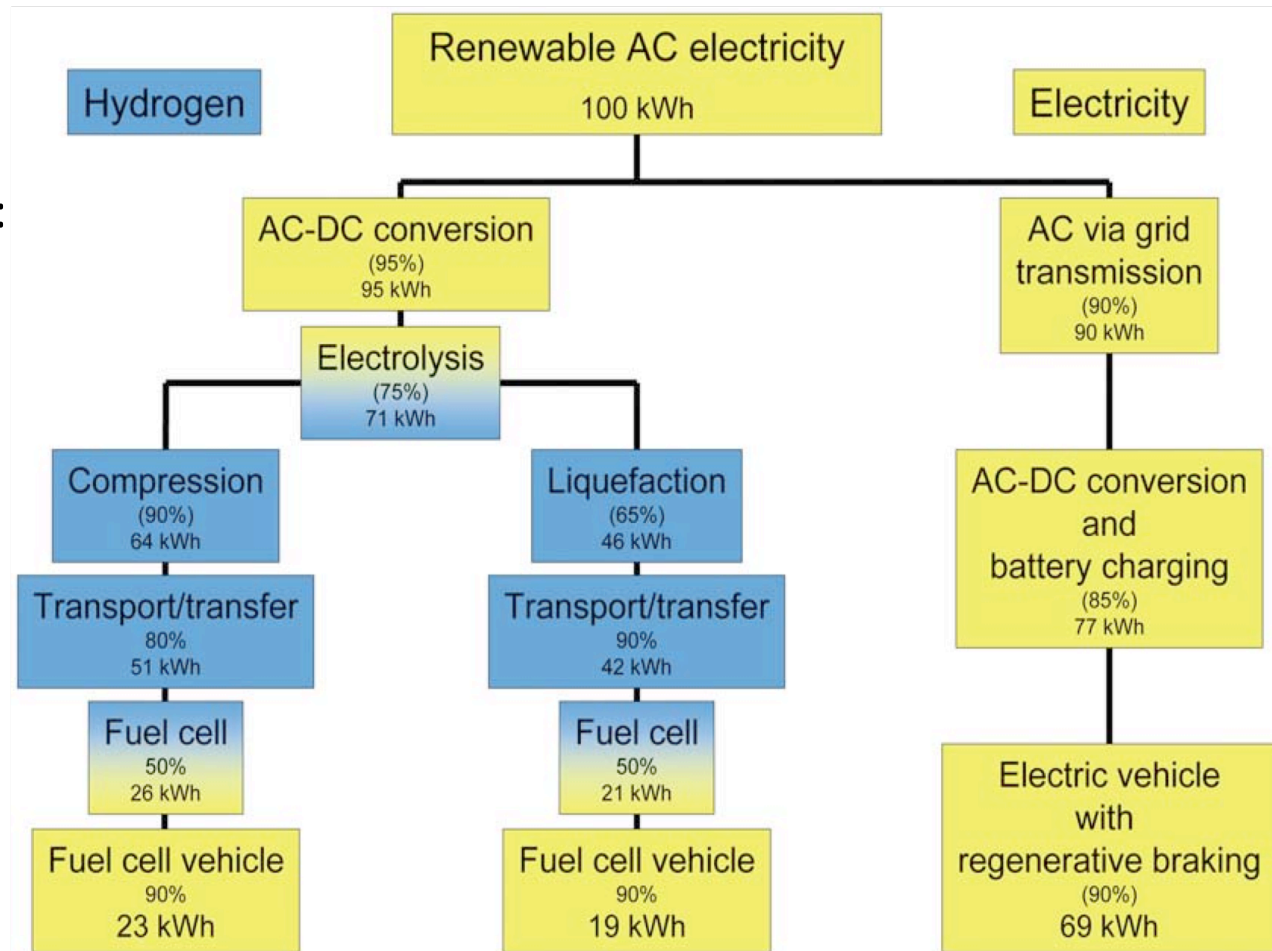 Renewable AC electricity
100 kWh
Hydrogen
Electricity
:
AC-DC conversion
(95%)
95 kWh
AC via grid
transmission
(90%)
90 kWh
Electrolysis
(75%)
71 kWh
Compression
(90%)
64 kWh
Liquefaction
(65%)
46 kWh
AC-DC conversion
and
battery charging
(85%)
77 kWh
Transport/transfer
80%
51 kWh
Transport/transfer
90%
42 kWh
Fuel cell
50%
26 kWh
Fuel cell
50%
21 kWh
Electric vehicle
with
regenerative braking
(90%)
69 kWh
Fuel cell vehicle
90%
23 kWh
Fuel cell vehicle
90%
19 kWh